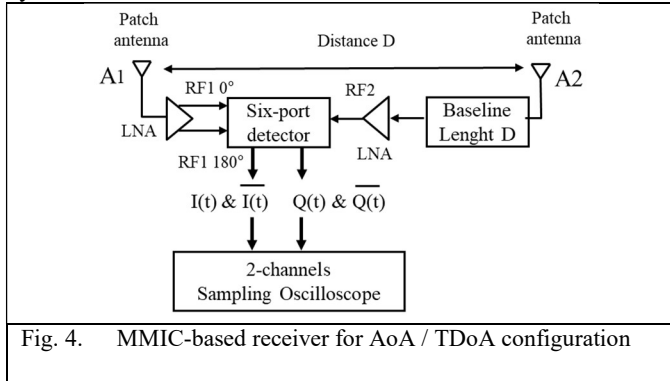 Patch
antenna
Patch
antenna
Distance D
A1
A2
RF1 0°
RF2
Six-port
detector
Baseline
Lenght D
LNA
LNA
RF1 180°
I(t) & I̅(̅t̅)̅ Q(t) & Q̅(̅t̅)̅
2-channels
Sampling Oscilloscope
Fig. 4. MMIC-based receiver for AoA / TDoA configuration